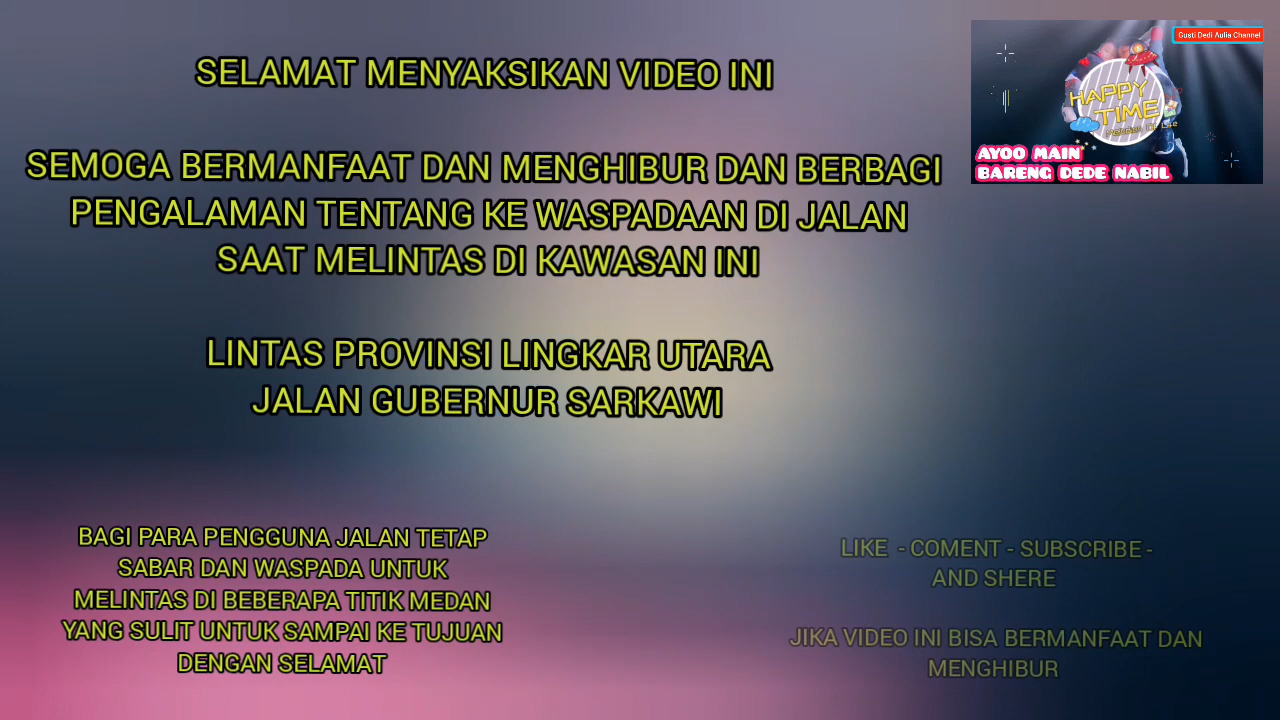 SELAMAT MENYAKSIKAN VIDEO INI
SEMOGA BERMANFAAT DAN MENGHIBUR DAN BERBAGI
PENGALAMAN TENTANG KE WASPADAAN DI JALAN
SAAT MELINTAS DI KAWASAN INI
LINTAS PROVINSI LINGKAR UTARA
JALAN GUBERNUR SARKAWI
BAGI PARA PENGGUNA JALAN TETAP
SABAR DAN WASPADA UNTUK
MELINTAS DI BEBERAPA TITIK MEDAN
YANG SULIT UNTUK SAMPAI KE TUJUAN
DENGAN SELAMAT
LIKE - COMENT - SUBSCRIBE -
AND SHERE
JIKA VIDEO INI BISA BERMANFAAT DAN
MENGHIBUR
Gusti Dedi Aulia Channel
HAPPY
TIME
AYOO MAIN
BARENG DEDE NABIL